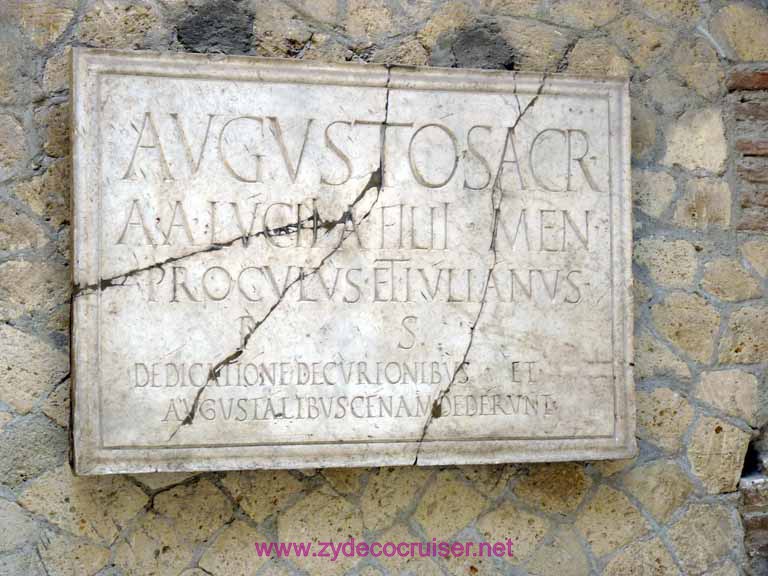 AVGVSTO SACR·
A·A·LVCII·A·FILII·MEN·
PROCVLVS·ET·IVLIANVS·
P· S·
DEDICATIONE DECVRIONIBVS ET
AVGVSTALIBVS CENAM DEDERVNT
www.zydecocruiser.net